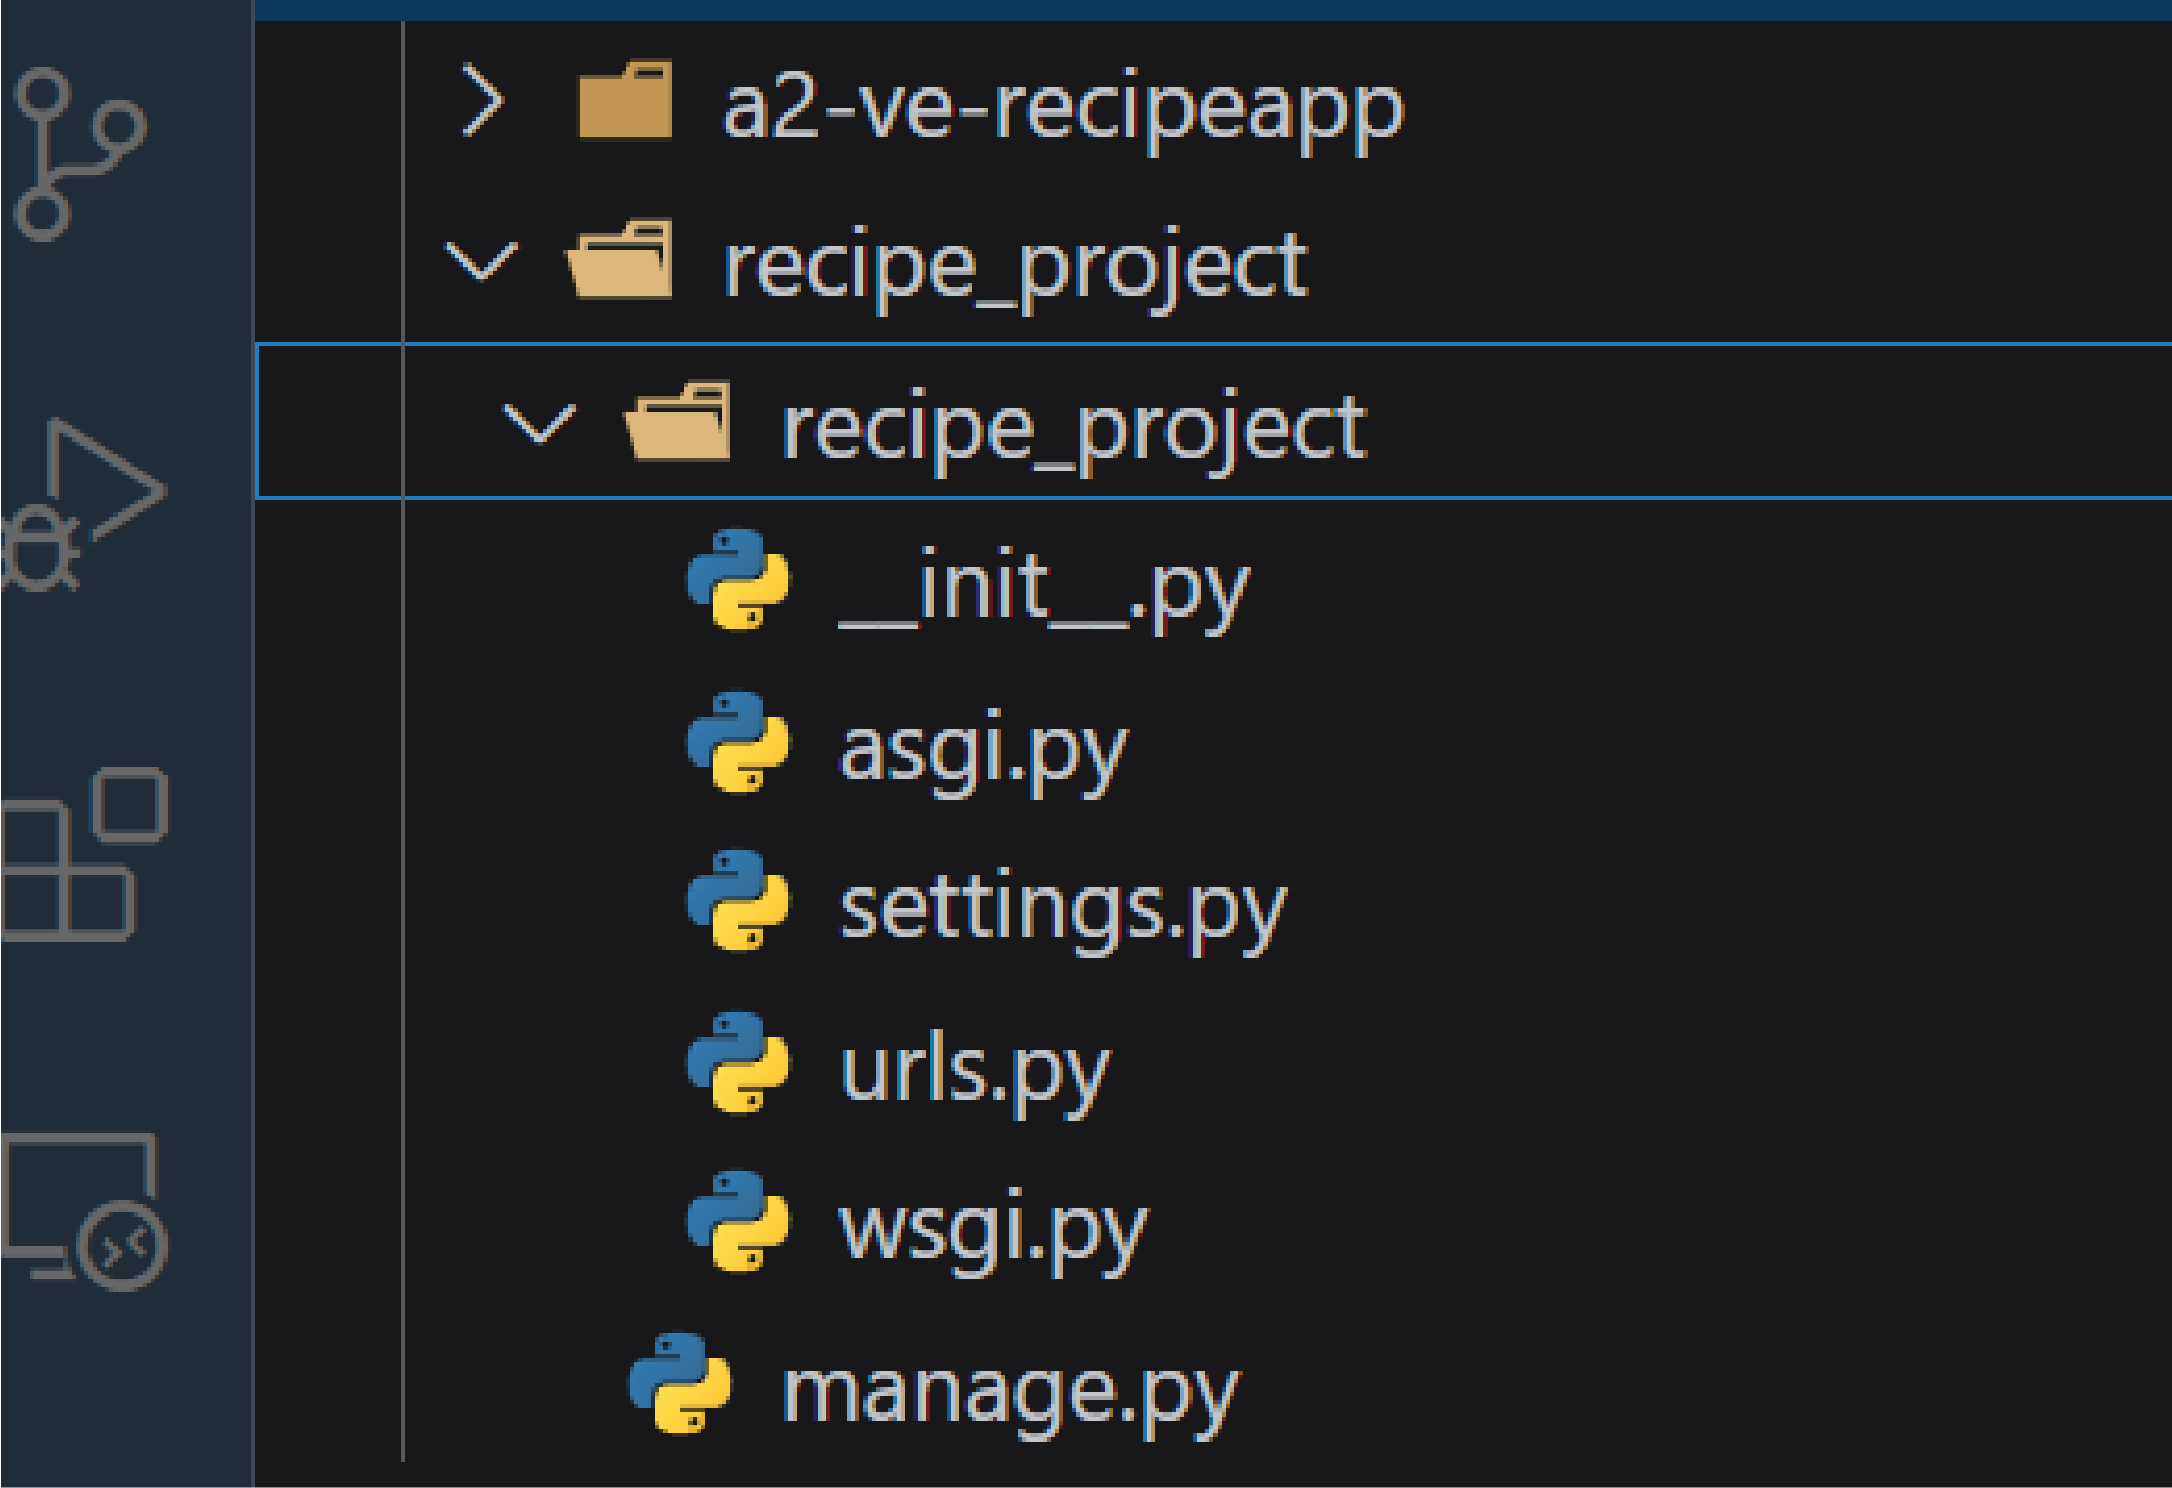 a2-ve-recipeapp
recipe_project
recipe_project
__init__.py
asgi.py
settings.py
urls.py
wsgi.py
manage.py